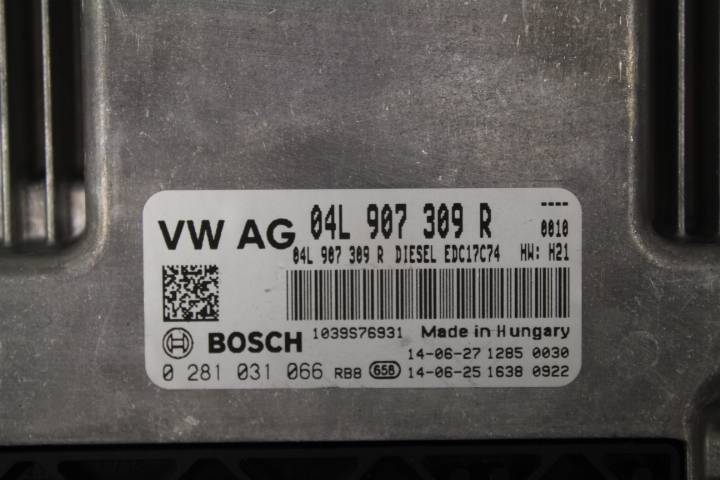 VW AG 04L 907 309 R ----
0010
04L 907 309 R DIESEL EDC17C74 HW: H21
BOSCH 1039S76931 Made in Hungary
14-06-27 1285 0030
0 281 031 066 RB8 658 14-06-25 1638 0922